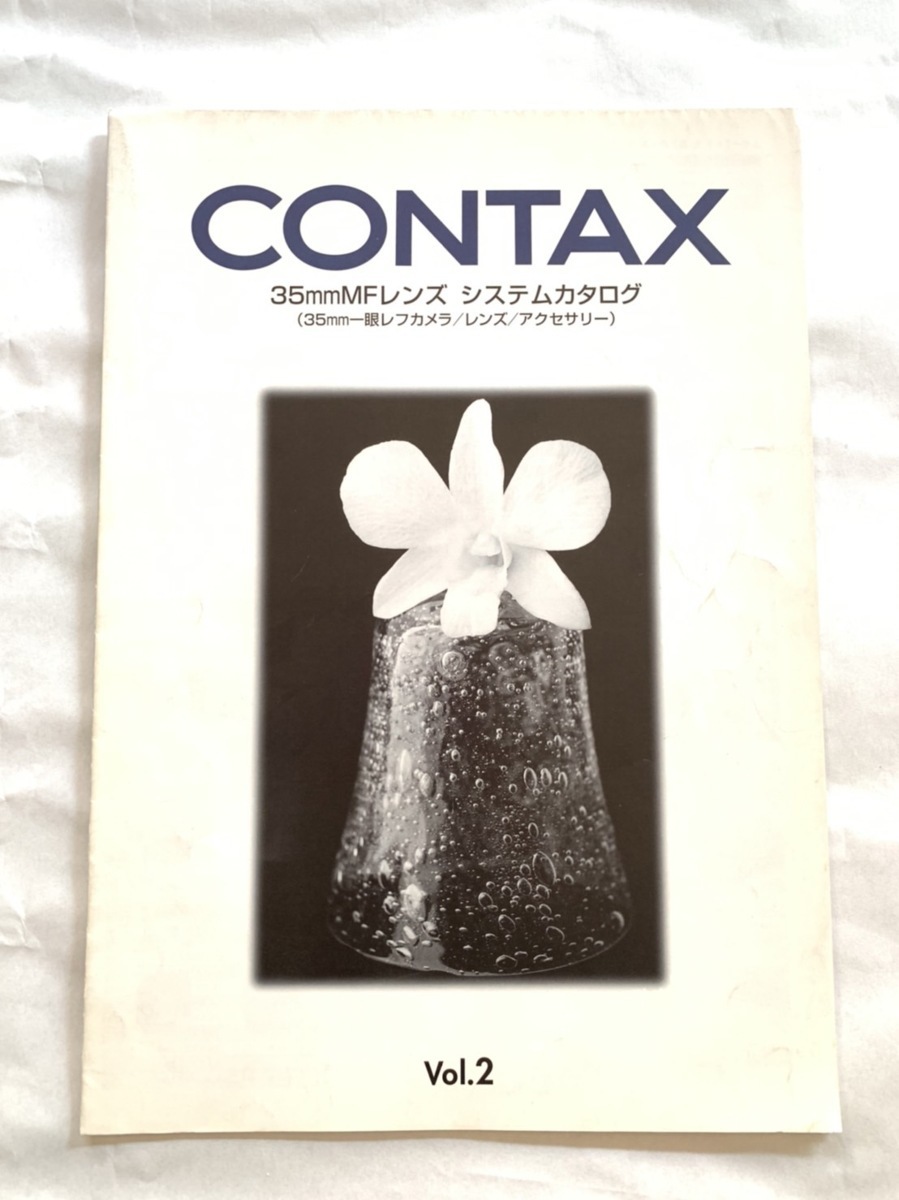 CONTAX
35mmMFレンズ システムカタログ
（35mm一眼レフカメラ/レンズ/アクセサリー）
Vol.2